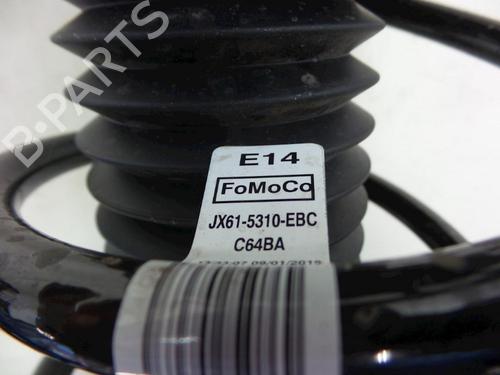 B-PARTS
E14
FoMoCo
JX61-5310-EBC
C64BA